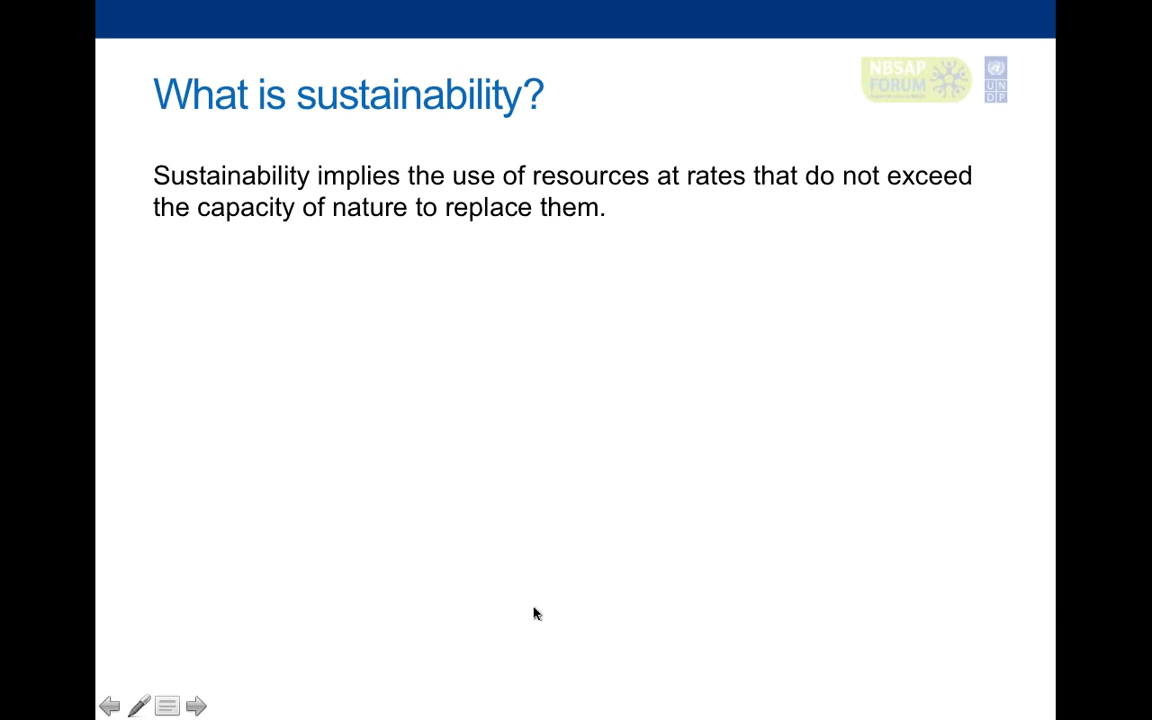 What is sustainability?
NBSAP
FORUM
U N
D P
Sustainability implies the use of resources at rates that do not exceed
the capacity of nature to replace them.